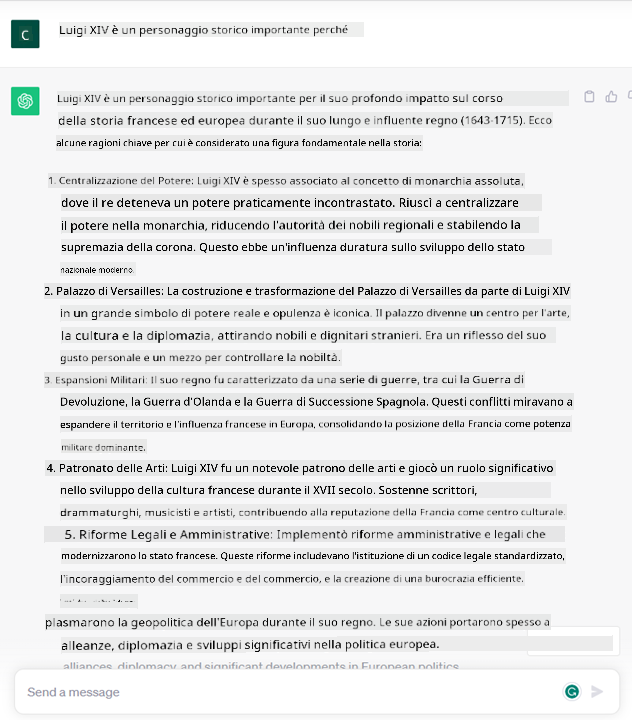 C
Luigi XIV è un personaggio storico importante perché
Luigi XIV è un personaggio storico importante per il suo profondo impatto sul corso
della storia francese ed europea durante il suo lungo e influente regno (1643-1715). Ecco
alcune ragioni chiave per cui è considerato una figura fondamentale nella storia:
1. Centralizzazione del Potere: Luigi XIV è spesso associato al concetto di monarchia assoluta,
dove il re deteneva un potere praticamente incontrastato. Riuscì a centralizzare
il potere nella monarchia, riducendo l'autorità dei nobili regionali e stabilendo la
supremazia della corona. Questo ebbe un'influenza duratura sullo sviluppo dello stato
nazionale moderno.
2. Palazzo di Versailles: La costruzione e trasformazione del Palazzo di Versailles da parte di Luigi XIV
in un grande simbolo di potere reale e opulenza è iconica. Il palazzo divenne un centro per l'arte,
la cultura e la diplomazia, attirando nobili e dignitari stranieri. Era un riflesso del suo
gusto personale e un mezzo per controllare la nobiltà.
3. Espansioni Militari: Il suo regno fu caratterizzato da una serie di guerre, tra cui la Guerra di
Devoluzione, la Guerra d'Olanda e la Guerra di Successione Spagnola. Questi conflitti miravano a
espandere il territorio e l'influenza francese in Europa, consolidando la posizione della Francia come potenza
militare dominante.
4. Patronato delle Arti: Luigi XIV fu un notevole patrono delle arti e giocò un ruolo significativo
nello sviluppo della cultura francese durante il XVII secolo. Sostenne scrittori,
drammaturghi, musicisti e artisti, contribuendo alla reputazione della Francia come centro culturale.
5. Riforme Legali e Amministrative: Implementò riforme amministrative e legali che
modernizzarono lo stato francese. Queste riforme includevano l'istituzione di un codice legale standardizzato,
l'incoraggiamento del commercio e del commercio, e la creazione di una burocrazia efficiente.
plasmarono la geopolitica dell'Europa durante il suo regno. Le sue azioni portarono spesso a
alleanze, diplomazia e sviluppi significativi nella politica europea.
alliances, diplomacy, and significant developments in European politics.
Send a message